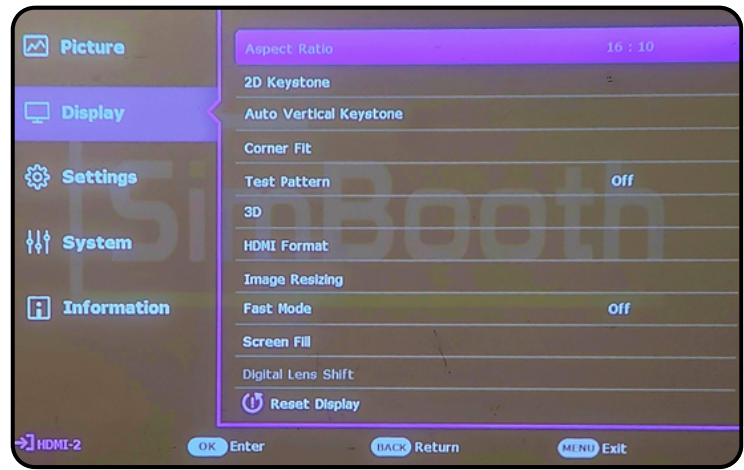 Picture
Display
Settings
System
Information
Aspect Ratio 16 : 10
2D Keystone
Auto Vertical Keystone
Corner Fit
Test Pattern Off
3D
HDMI Format
Image Resizing
Fast Mode Off
Screen Fill
Digital Lens Shift
Reset Display
SimBooth
HDMI-2
OK Enter
BACK Return
MENU Exit